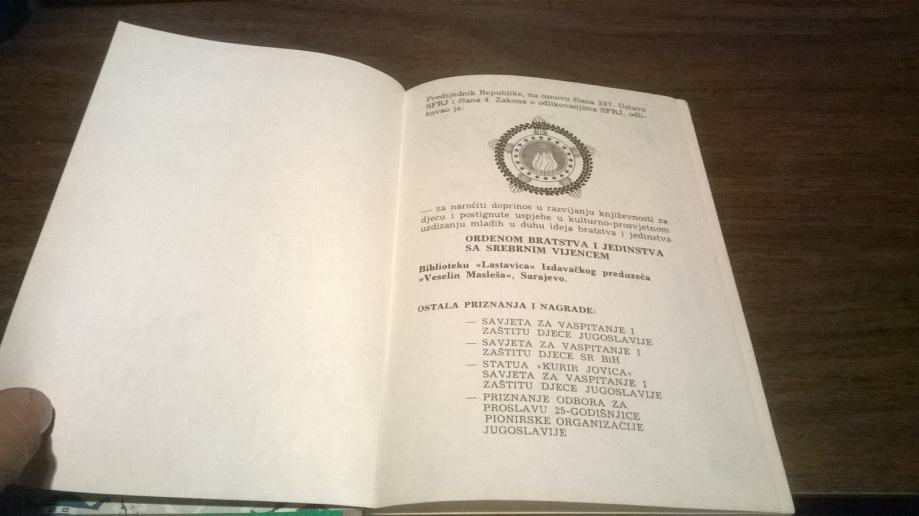 Predsjednik Republike, na osnovu člana 337. Ustava
SFRJ i člana 4. Zakona o odlikovanjima SFRJ, odli-
kovao je:
— za naročiti doprinos u razvijanju književnosti za
djecu i postignute uspjehe u kulturno-prosvjetnom
uzdizanju mladih u duhu ideja bratstva i jedinstva
ORDENOM BRATSTVA I JEDINSTVA
SA SREBRNIM VIJENCEM
Biblioteku »Lastavica« Izdavačkog preduzeća
»Veselin Masleša«, Sarajevo.
OSTALA PRIZNANJA I NAGRADE:
— SAVJETA ZA VASPITANJE I
ZAŠTITU DJECE JUGOSLAVIJE
— SAVJETA ZA VASPITANJE I
ZAŠTITU DJECE SR BiH
— STATUA »KURIR JOVICA«
SAVJETA ZA VASPITANJE I
ZAŠTITU DJECE JUGOSLAVIJE
— PRIZNANJE ODBORA ZA
PROSLAVU 25-GODIŠNJICE
PIONIRSKE ORGANIZACIJE
JUGOSLAVIJE